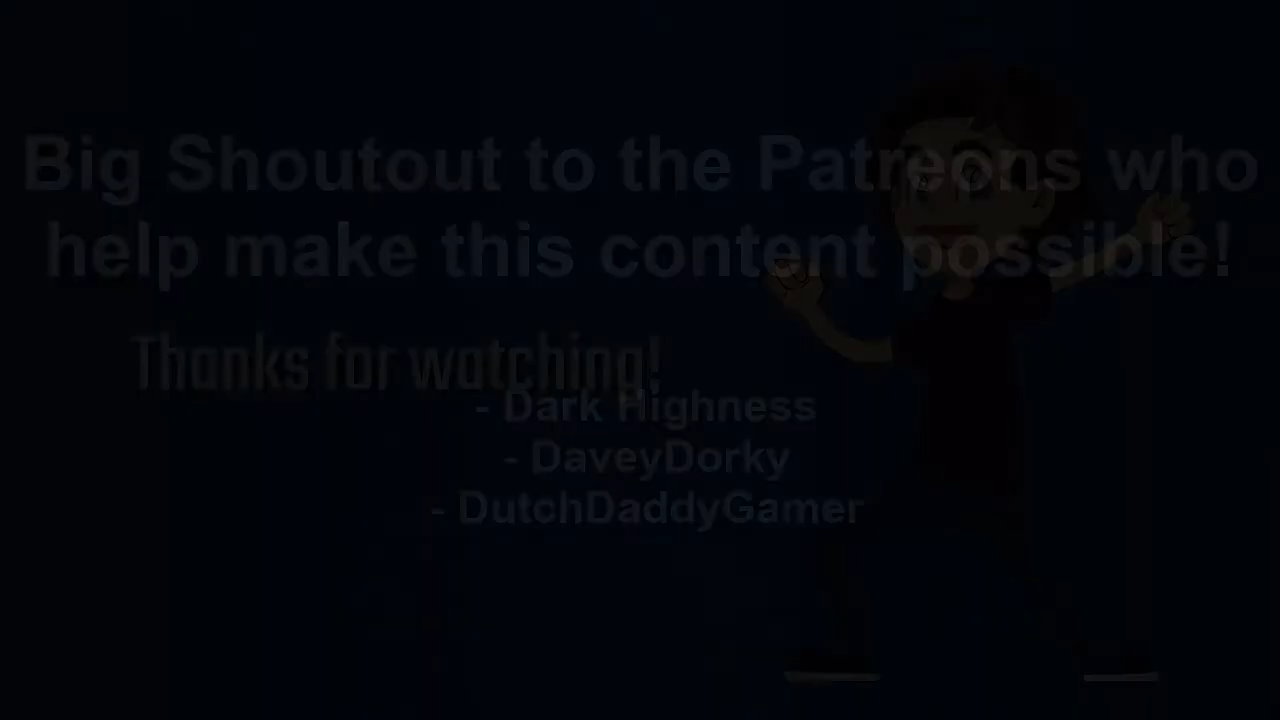 Big Shoutout to the Patreons who
help make this content possible!
Thanks for watching!
- Dark Highness
- DaveyDorky
- DutchDaddyGamer